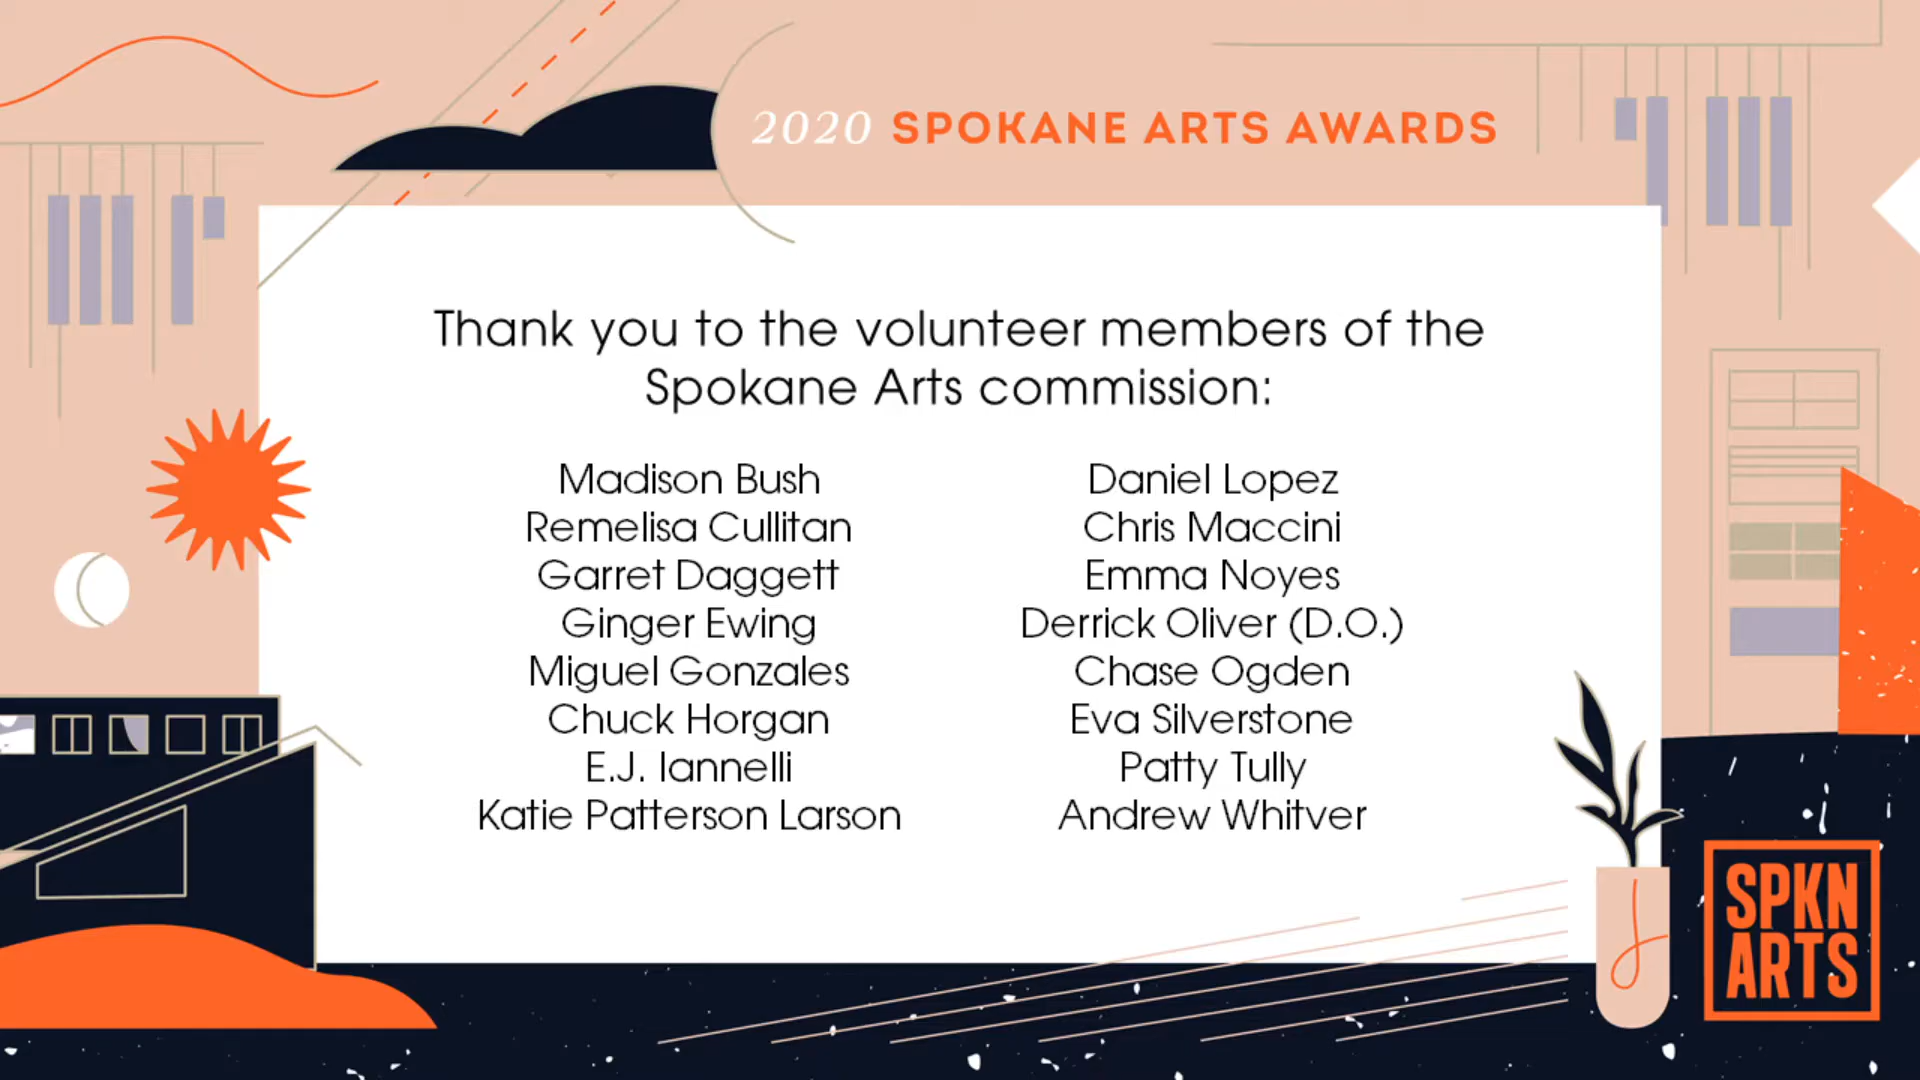 2020 SPOKANE ARTS AWARDS
Thank you to the volunteer members of the
Spokane Arts commission:
Madison Bush
Remelisa Cullitan
Garret Daggett
Ginger Ewing
Miguel Gonzales
Chuck Horgan
E.J. Iannelli
Katie Patterson Larson
Daniel Lopez
Chris Maccini
Emma Noyes
Derrick Oliver (D.O.)
Chase Ogden
Eva Silverstone
Patty Tully
Andrew Whitver
SPKN
ARTS